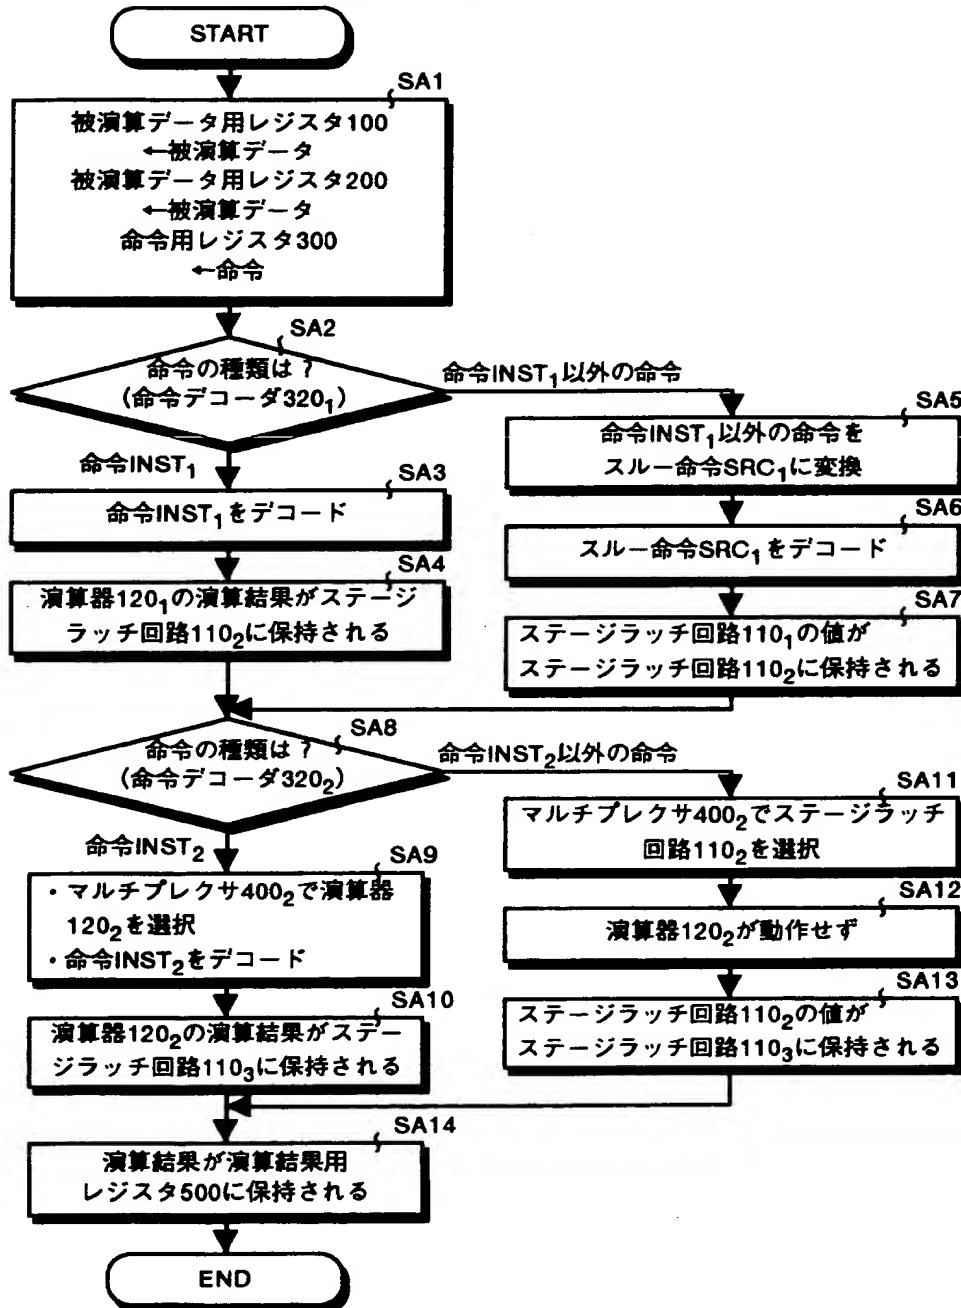 START
SA1
被演算データ用レジスタ100
←被演算データ
被演算データ用レジスタ200
←被演算データ
命令用レジスタ300
←命令
SA2
命令の種類は?
(命令デコーダ320₁)
命令INST₁以外の命令
命令INST₁
SA5
命令INST₁以外の命令を
スルー命令SRC₁に変換
SA3
命令INST₁をデコード
SA6
スルー命令SRC₁をデコード
SA4
演算器120₁の演算結果がステージ
ラッチ回路110₂に保持される
SA7
ステージラッチ回路110₁の値が
ステージラッチ回路110₂に保持される
SA8
命令の種類は?
(命令デコーダ320₂)
命令INST₂以外の命令
命令INST₂
SA11
マルチプレクサ400₂でステージラッチ
回路110₂を選択
SA9
・マルチプレクサ400₂で演算器
120₂を選択
・命令INST₂をデコード
SA12
演算器120₂が動作せず
SA10
演算器120₂の演算結果がステー
ジラッチ回路110₃に保持される
SA13
ステージラッチ回路110₂の値が
ステージラッチ回路110₃に保持される
SA14
演算結果が演算結果用
レジスタ500に保持される
END